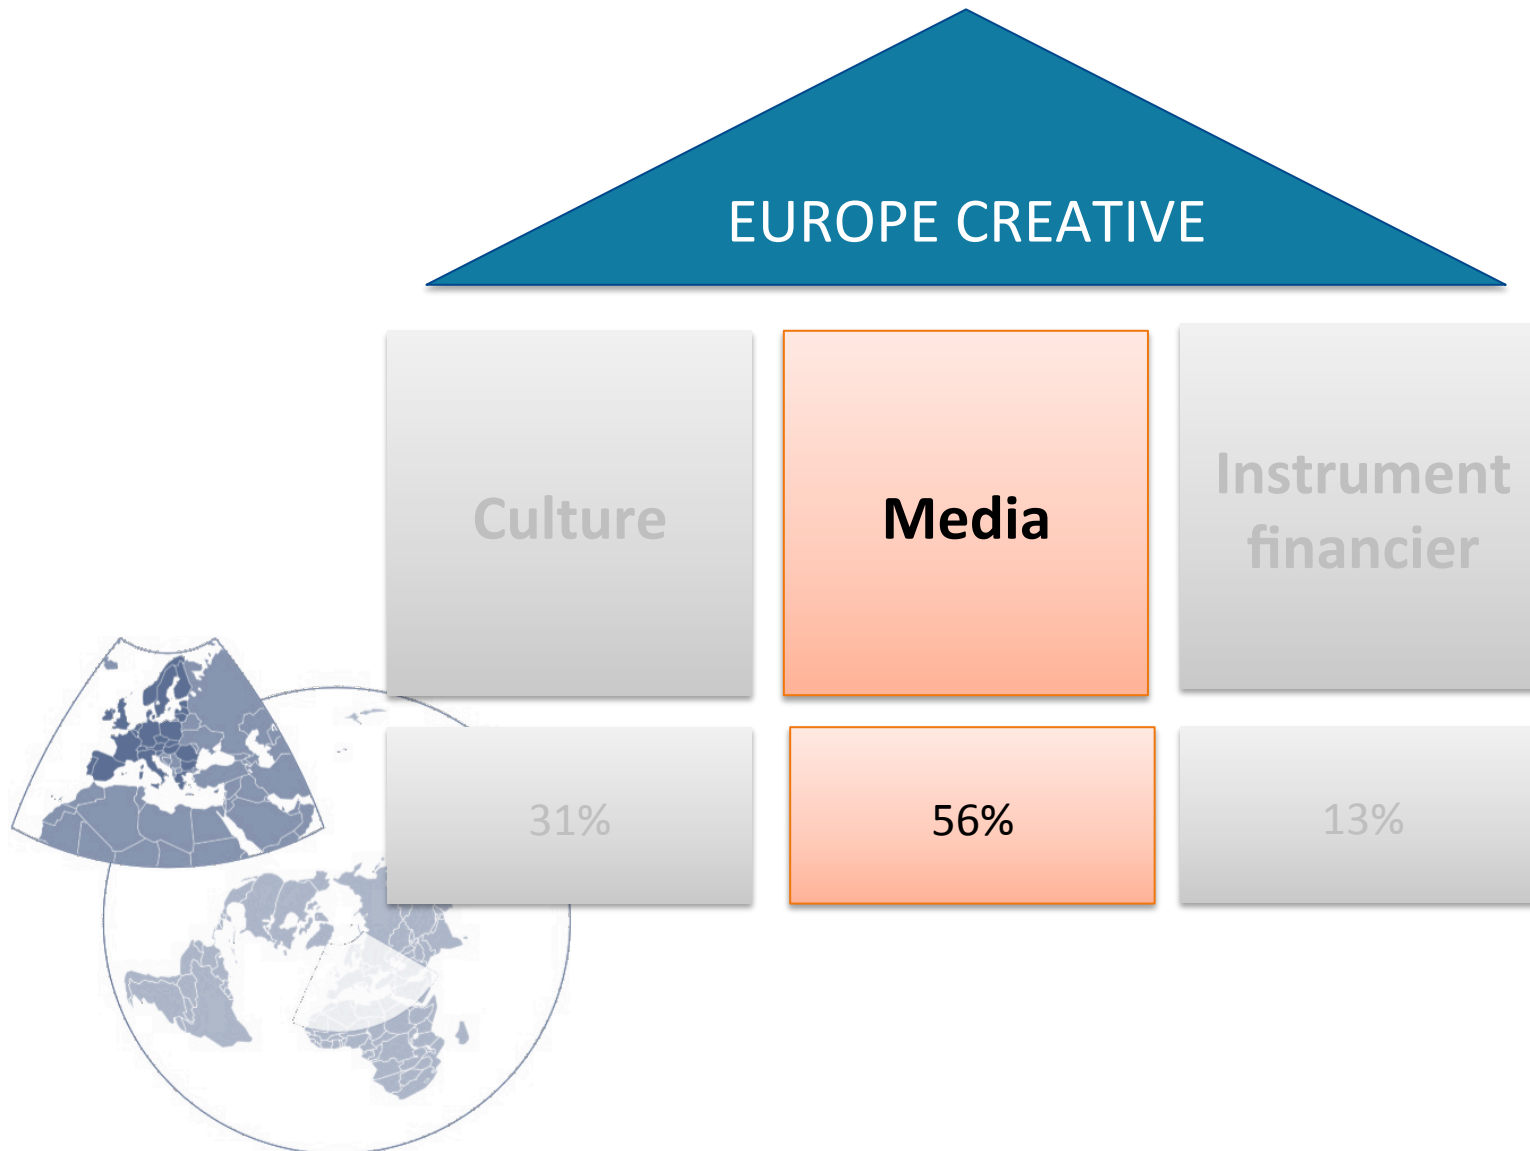 EUROPE CREATIVE
Culture
Media
Instrument
financier
31%
56%
13%